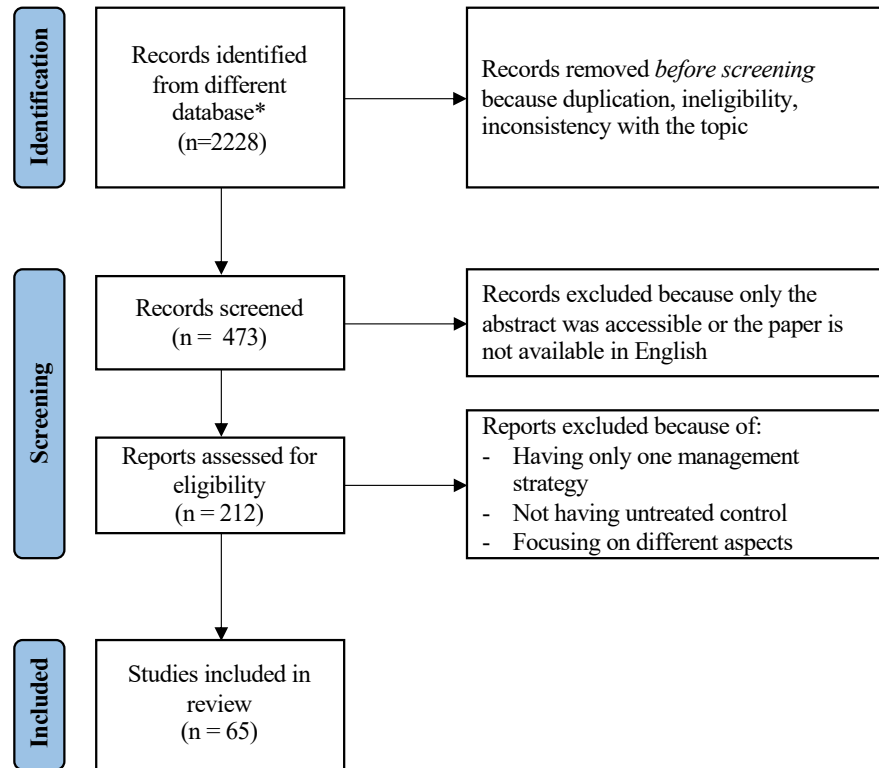 Identification
Records identified
from different
database*
(n=2228)
Records removed before screening
because duplication, ineligibility,
inconsistency with the topic
Screening
Records screened
(n = 473)
Records excluded because only the
abstract was accessible or the paper is
not available in English
Reports assessed for
eligibility
(n = 212)
Reports excluded because of:
- Having only one management
strategy
- Not having untreated control
- Focusing on different aspects
Included
Studies included in
review
(n = 65)